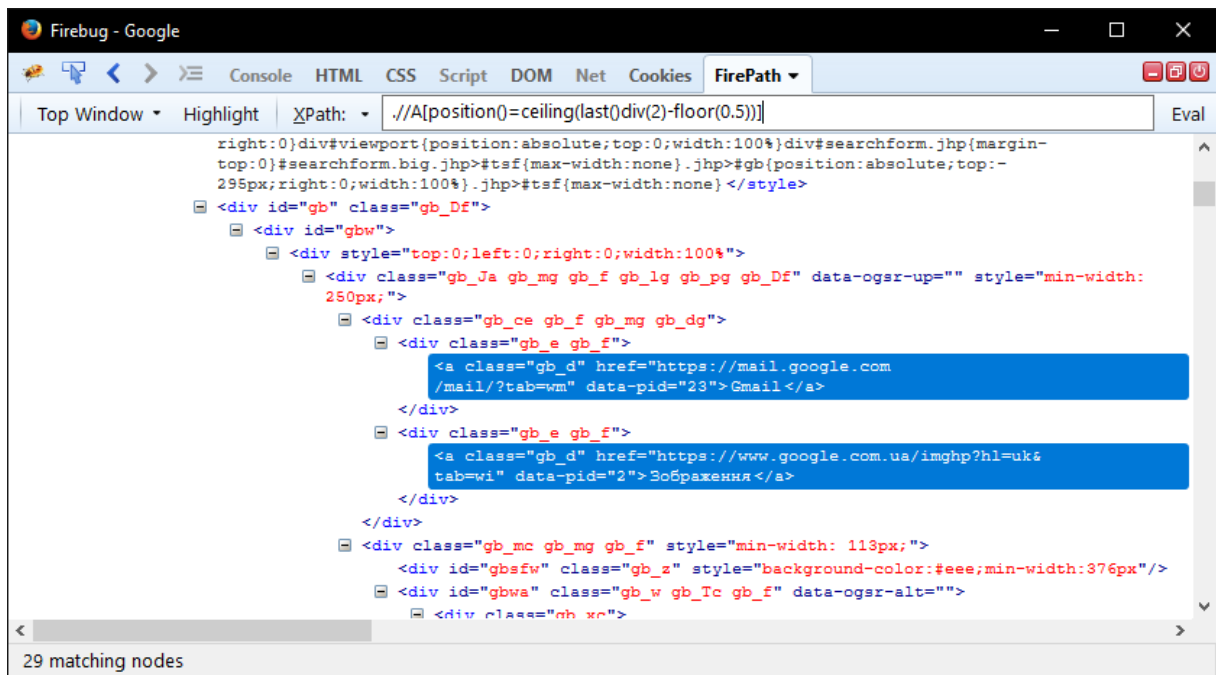 Firebug - Google
Console HTML CSS Script DOM Net Cookies FirePath
Top Window Highlight XPath: .//A[position()=ceiling(last()div(2)-floor(0.5))] Eval
right:0}div#viewport{position:absolute;top:0;width:100%}div#searchform.jhp{margin-
top:0}#searchform.big.jhp>#tsf{max-width:none}.jhp>#gb{position:absolute;top:-
295px;right:0;width:100%}.jhp>#tsf{max-width:none}</style>
<div id="gb" class="gb_Df">
<div id="gbw">
<div style="top:0;left:0;right:0;width:100%">
<div class="gb_Ja gb_mg gb_f gb_lg gb_pg gb_Df" data-ogsr-up="" style="min-width:
250px;">
<div class="gb_ce gb_f gb_mg gb_dg">
<div class="gb_e gb_f">
<a class="gb_d" href="https://mail.google.com
/mail/?tab=wm" data-pid="23">Gmail</a>
</div>
<div class="gb_e gb_f">
<a class="gb_d" href="https://www.google.com.ua/imghp?hl=uk&
tab=wi" data-pid="2">Зображення</a>
</div>
</div>
<div class="gb_mc gb_mg gb_f" style="min-width: 113px;">
<div id="gbsfw" class="gb_z" style="background-color:#eee;min-width:376px"/>
<div id="gbwa" class="gb_w gb_Tc gb_f" data-ogsr-alt="">
<div class="gb_xc">
29 matching nodes